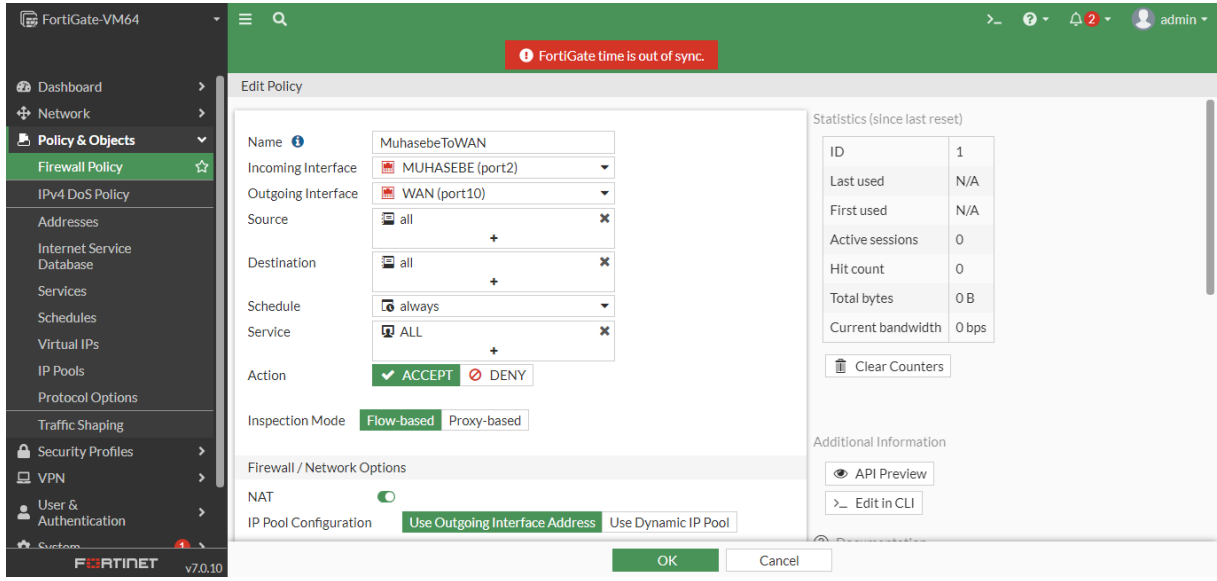 FortiGate-VM64
>_
2
admin
FortiGate time is out of sync.
Dashboard
Network
Policy & Objects
Firewall Policy
IPv4 DoS Policy
Addresses
Internet Service
Database
Services
Schedules
Virtual IPs
IP Pools
Protocol Options
Traffic Shaping
Security Profiles
VPN
User &
Authentication
System
1
FORTINET
v7.0.10
Edit Policy
Name
MuhasebeToWAN
Incoming Interface
MUHASEBE (port2)
Outgoing Interface
WAN (port10)
Source
all
+
Destination
all
+
Schedule
always
Service
ALL
+
Action
ACCEPT
DENY
Inspection Mode
Flow-based
Proxy-based
Firewall / Network Options
NAT
IP Pool Configuration
Use Outgoing Interface Address
Use Dynamic IP Pool
Statistics (since last reset)
ID 1
Last used N/A
First used N/A
Active sessions 0
Hit count 0
Total bytes 0 B
Current bandwidth 0 bps
Clear Counters
Additional Information
API Preview
>_ Edit in CLI
Documentation
OK
Cancel